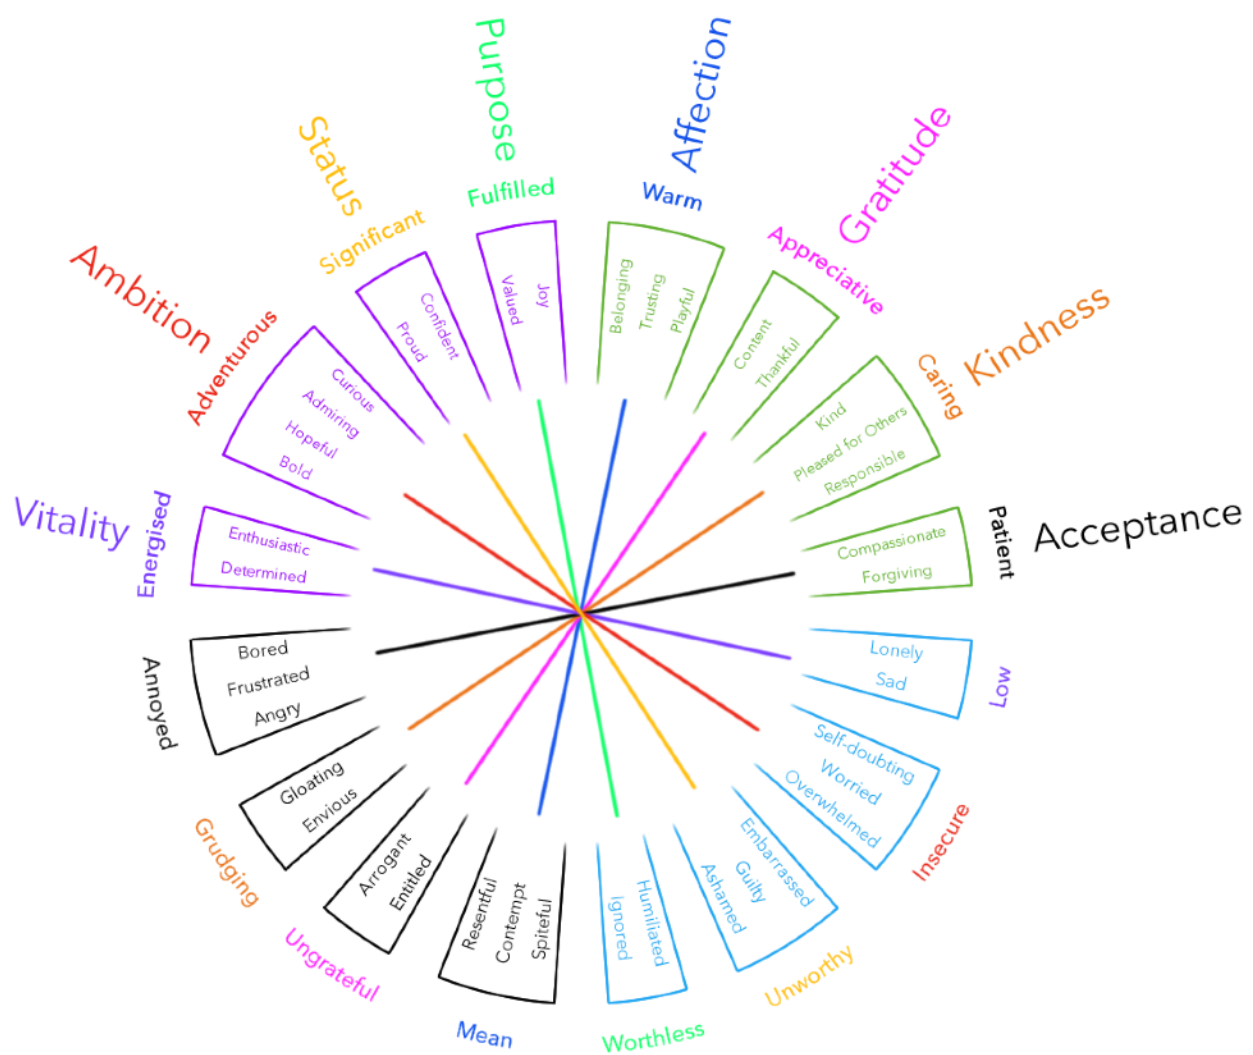 Purpose
Fulfilled
Valued
Joy
Affection
Warm
Belonging
Trusting
Playful
Gratitude
Appreciative
Content
Thankful
Kindness
Caring
Kind
Pleased for Others
Responsible
Acceptance
Patient
Compassionate
Forgiving
Low
Lonely
Sad
Insecure
Self-doubting
Worried
Overwhelmed
Unworthy
Embarrassed
Guilty
Ashamed
Worthless
Humiliated
Ignored
Mean
Resentful
Contempt
Spiteful
Ungrateful
Arrogant
Entitled
Grudging
Gloating
Envious
Annoyed
Bored
Frustrated
Angry
Vitality
Energised
Enthusiastic
Determined
Ambition
Adventurous
Curious
Admiring
Hopeful
Bold
Status
Significant
Confident
Proud